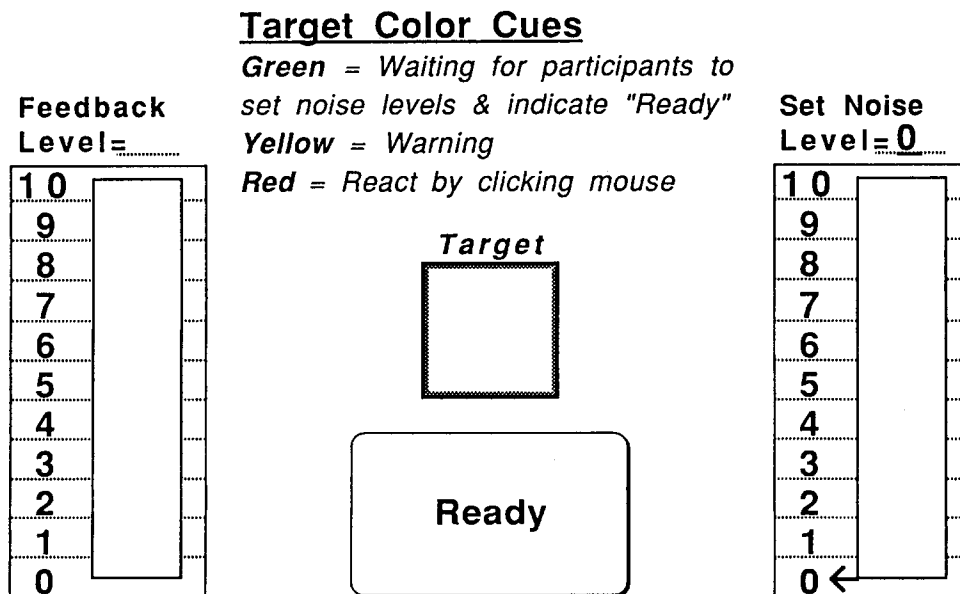 Target Color Cues
Green = Waiting for participants to
set noise levels & indicate "Ready"
Yellow = Warning
Red = React by clicking mouse
Feedback
Level=
10
9
8
7
6
5
4
3
2
1
0
Target
Ready
Set Noise
Level=0
10
9
8
7
6
5
4
3
2
1
0